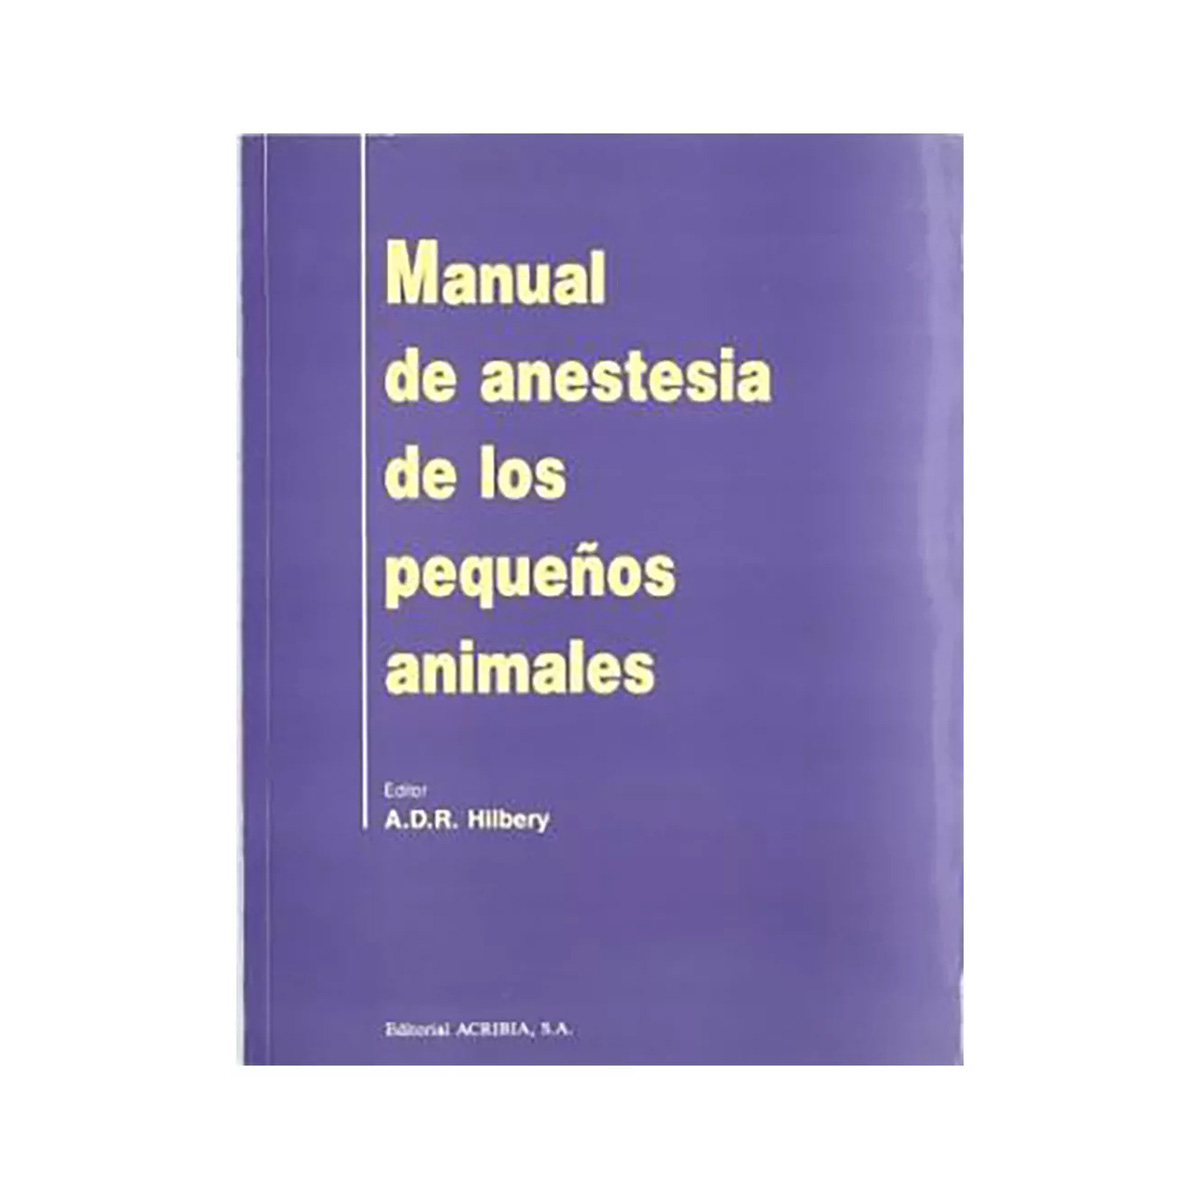 Manual
de anestesia
de los
pequeños
animales
Editor
A.D.R. Hilbery
Editorial ACRIBIA, S.A.